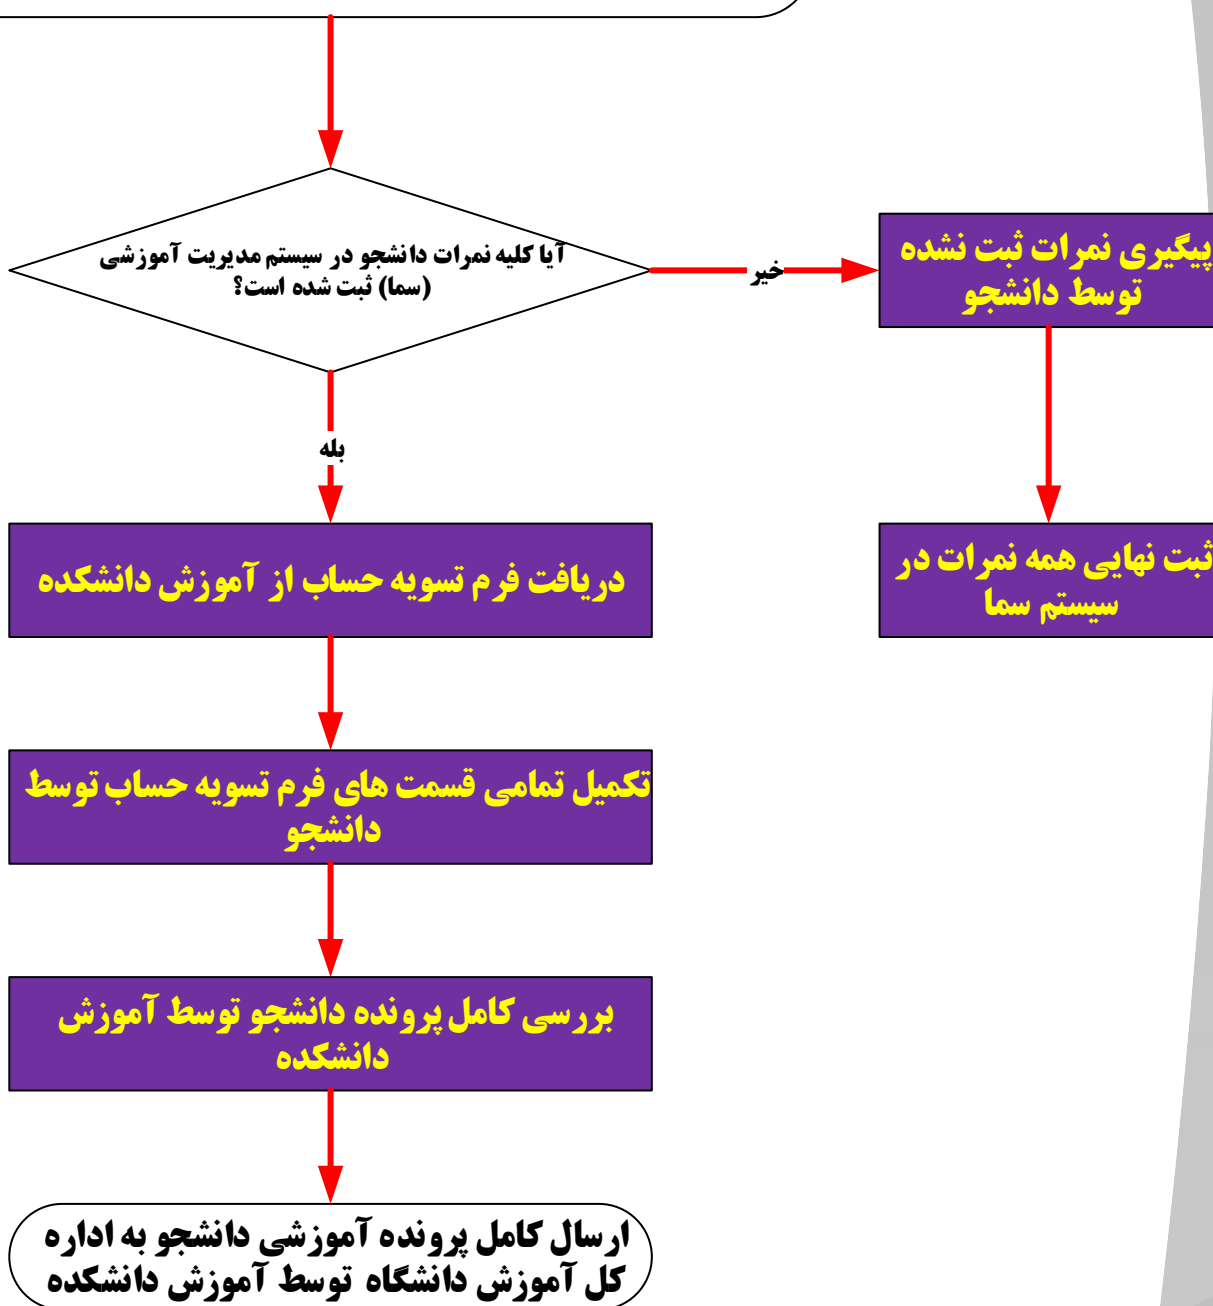 آیا کلیه نمرات دانشجو در سیستم مدیریت آموزشی
(سما) ثبت شده است؟
خیر
پیگیری نمرات ثبت نشده
توسط دانشجو
بله
ثبت نهایی همه نمرات در
سیستم سما
دریافت فرم تسویه حساب از آموزش دانشکده
تکمیل تمامی قسمت های فرم تسویه حساب توسط
دانشجو
بررسی کامل پرونده دانشجو توسط آموزش
دانشکده
ارسال کامل پرونده آموزشی دانشجو به اداره
کل آموزش دانشگاه توسط آموزش دانشکده